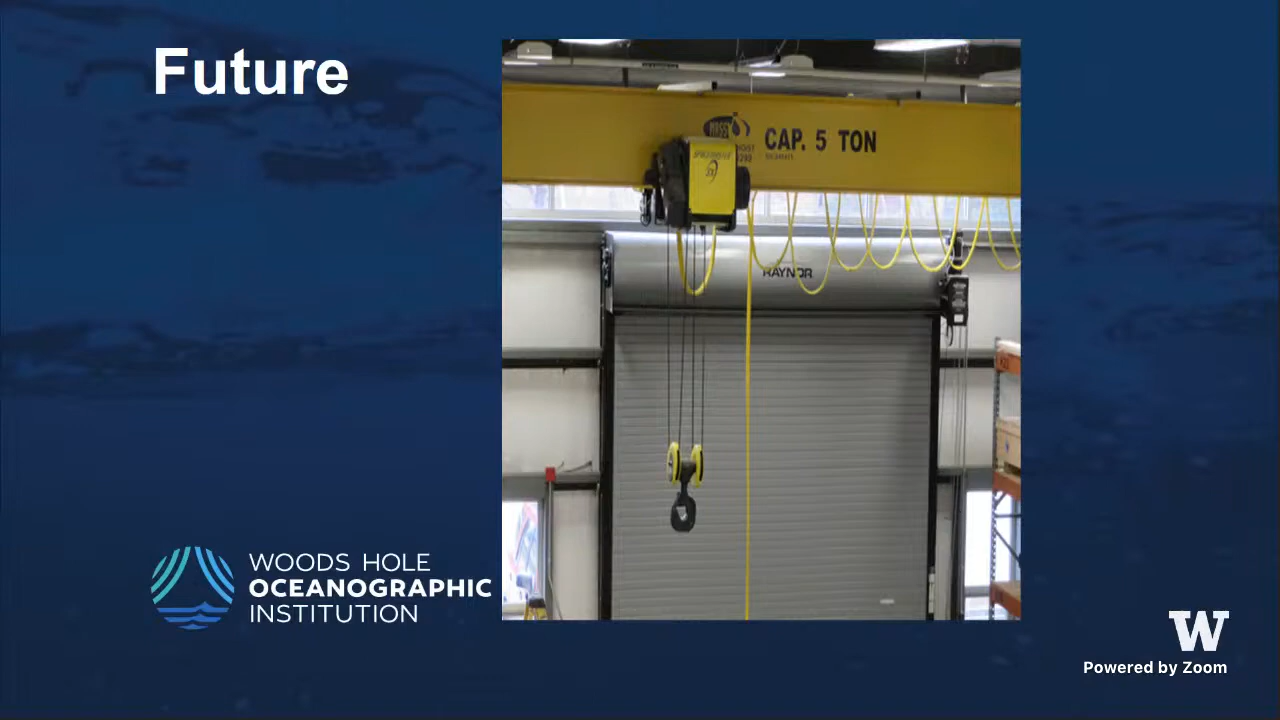 Future
CAP. 5 TON
RAYNOR
WOODS HOLE
OCEANOGRAPHIC
INSTITUTION
W
Powered by Zoom